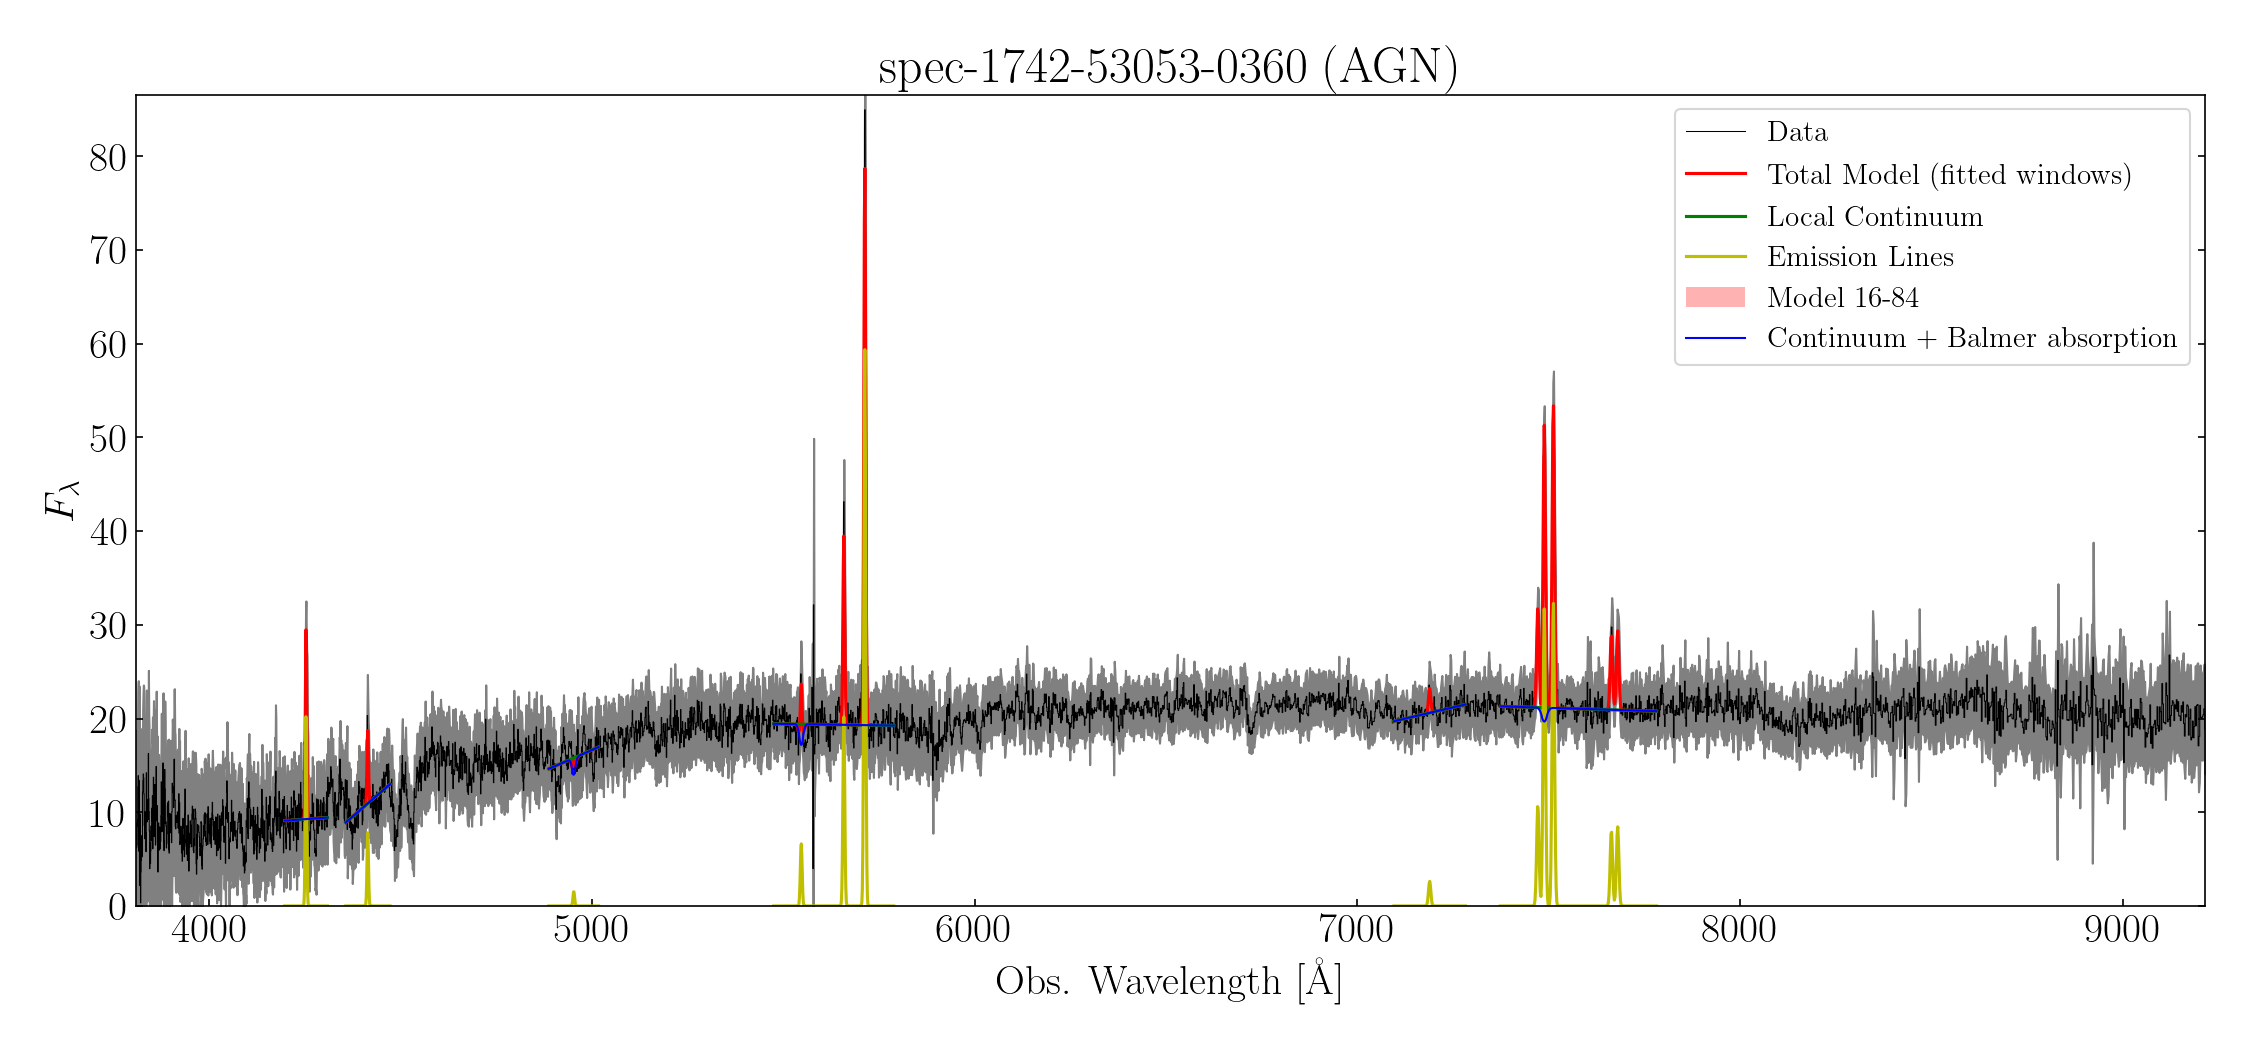 spec-1742-53053-0360 (AGN)
Data
Total Model (fitted windows)
Local Continuum
Emission Lines
Model 16-84
Continuum + Balmer absorption
80
70
60
50
40
30
20
10
0
F_λ
4000 5000 6000 7000 8000 9000
Obs. Wavelength [Å]